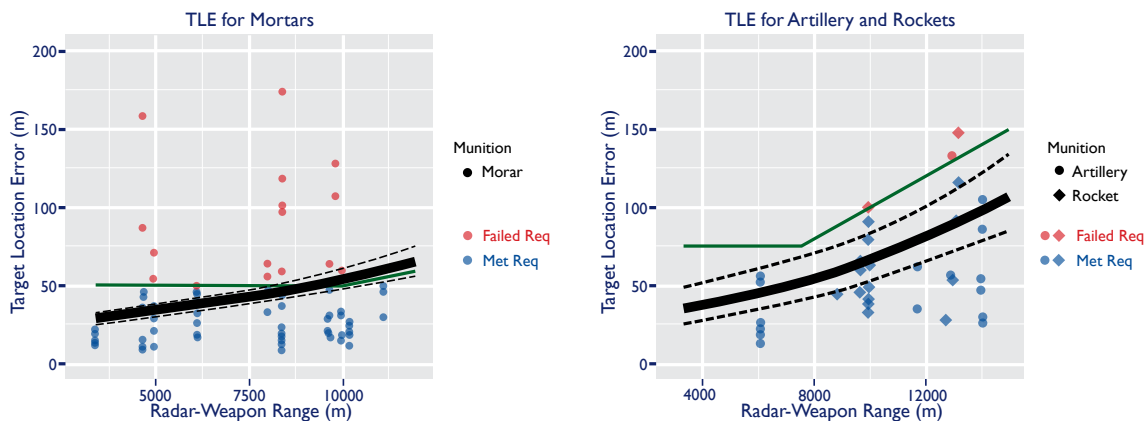 TLE for Mortars
200
150
100
50
0
Target Location Error (m)
5000 7500 10000
Radar-Weapon Range (m)
Munition
Morar
Failed Req
Met Req
TLE for Artillery and Rockets
200
150
100
50
0
Target Location Error (m)
4000 8000 12000
Radar-Weapon Range (m)
Munition
Artillery
Rocket
Failed Req
Met Req